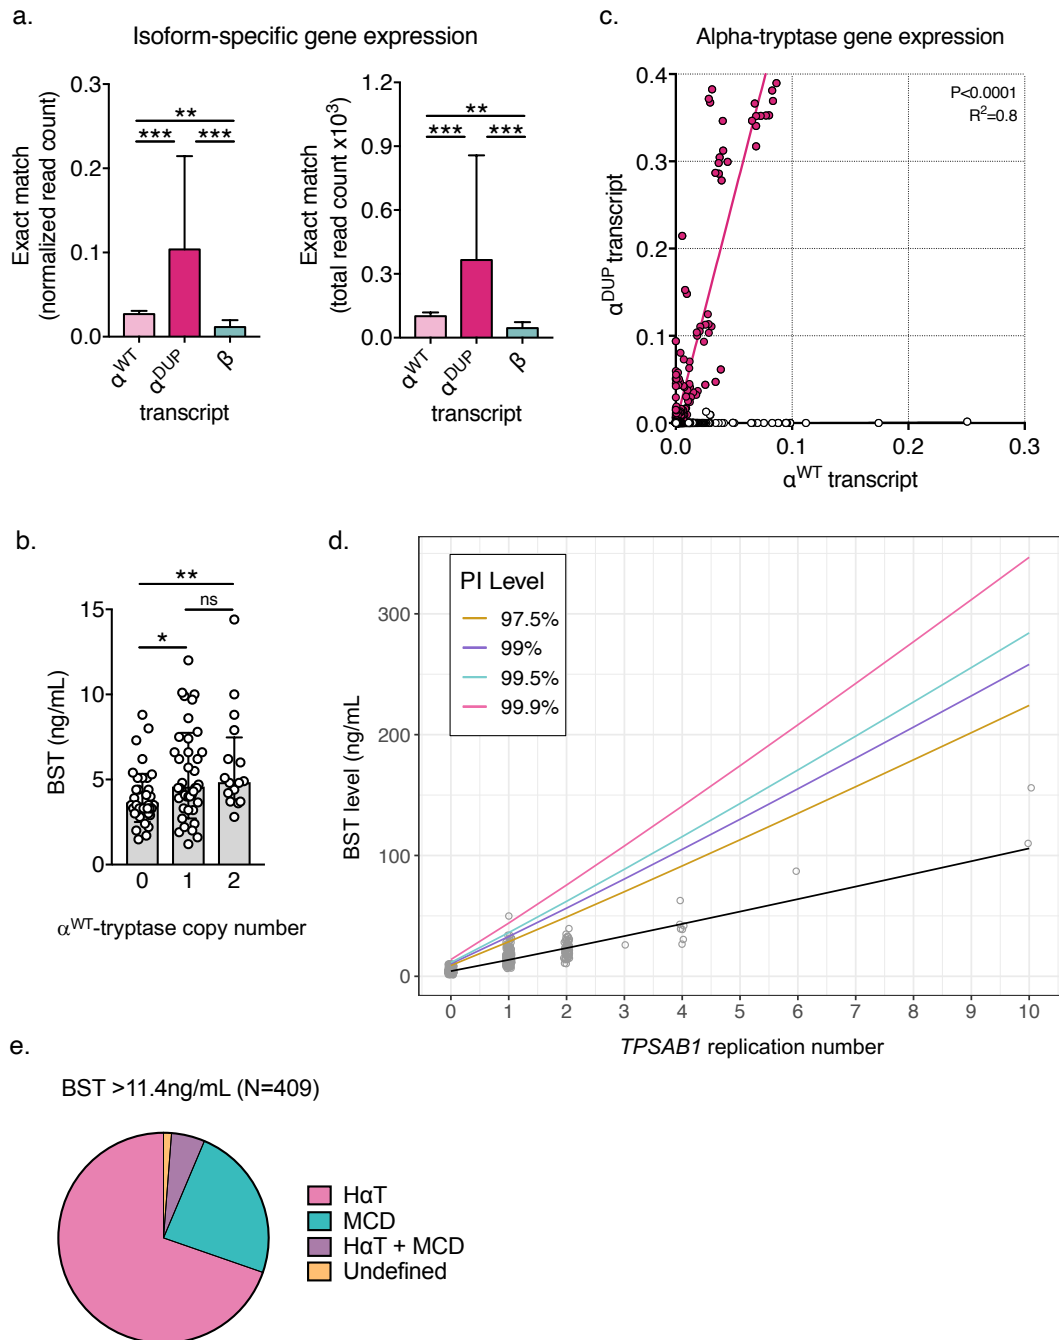 a.
Isoform-specific gene expression
Exact match
(normalized read count)
0.3
0.2
0.1
0.0
**
***
***
αWT
αDUP
β
transcript
Exact match
(total read count x10³)
1.2
0.9
0.6
0.3
0.0
**
***
***
αWT
αDUP
β
transcript
c.
Alpha-tryptase gene expression
P<0.0001
R²=0.8
αDUP transcript
0.4
0.3
0.2
0.1
0.0
0.0
0.1
0.2
0.3
αWT transcript
b.
**
ns
*
BST (ng/mL)
15
10
5
0
0
1
2
αWT-tryptase copy number
d.
PI Level
97.5%
99%
99.5%
99.9%
BST level (ng/mL)
300
200
100
0
0
1
2
3
4
5
6
7
8
9
10
TPSAB1 replication number
e.
BST >11.4ng/mL (N=409)
HαT
MCD
HαT + MCD
Undefined